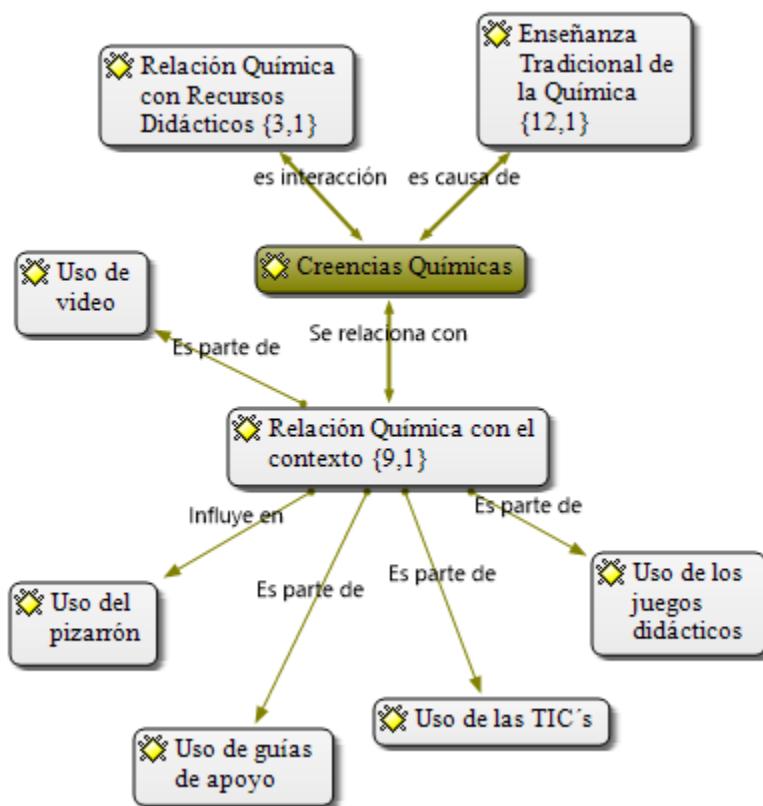 Relación Química
con Recursos
Didácticos {3,1}
Enseñanza
Tradicional de
la Química
{12,1}
es interacción
es causa de
Creencias Químicas
Uso de
video
Se relaciona con
Es parte de
Relación Química con el
contexto {9,1}
Influye en
Es parte de
Es parte de
Es parte de
Uso del
pizarrón
Uso de los
juegos
didácticos
Uso de las TIC´s
Uso de guías
de apoyo